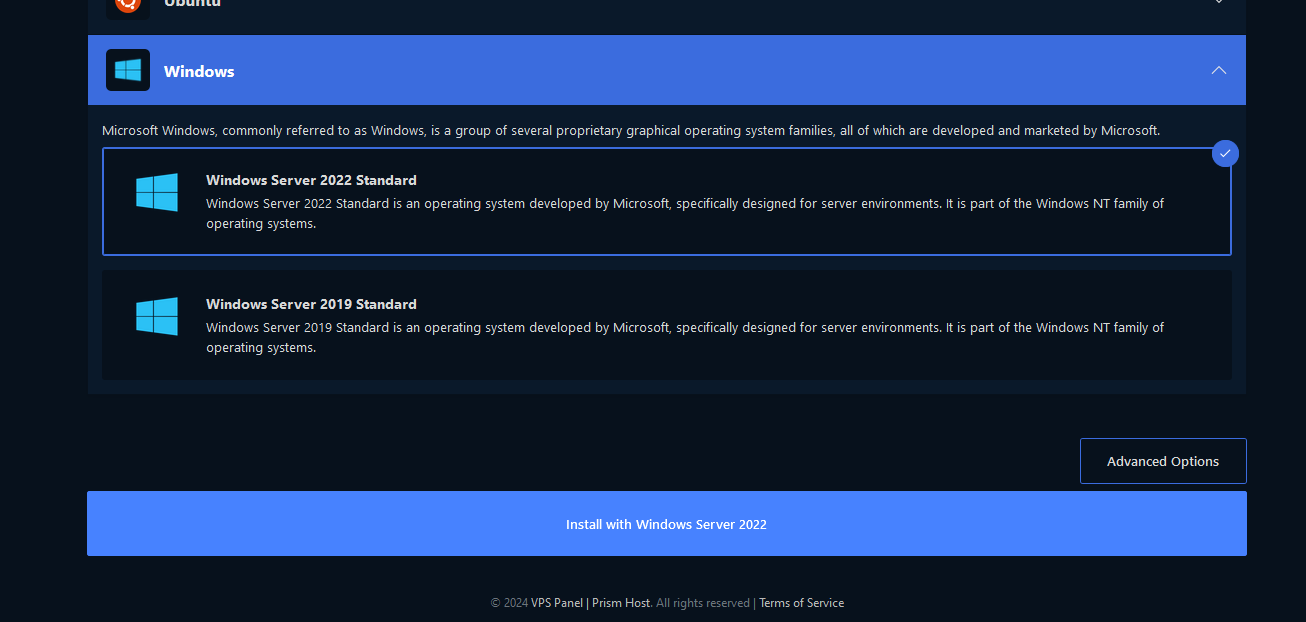 Ubuntu
Windows
Microsoft Windows, commonly referred to as Windows, is a group of several proprietary graphical operating system families, all of which are developed and marketed by Microsoft.
Windows Server 2022 Standard
Windows Server 2022 Standard is an operating system developed by Microsoft, specifically designed for server environments. It is part of the Windows NT family of
operating systems.
Windows Server 2019 Standard
Windows Server 2019 Standard is an operating system developed by Microsoft, specifically designed for server environments. It is part of the Windows NT family of
operating systems.
Advanced Options
Install with Windows Server 2022
© 2024 VPS Panel | Prism Host. All rights reserved | Terms of Service